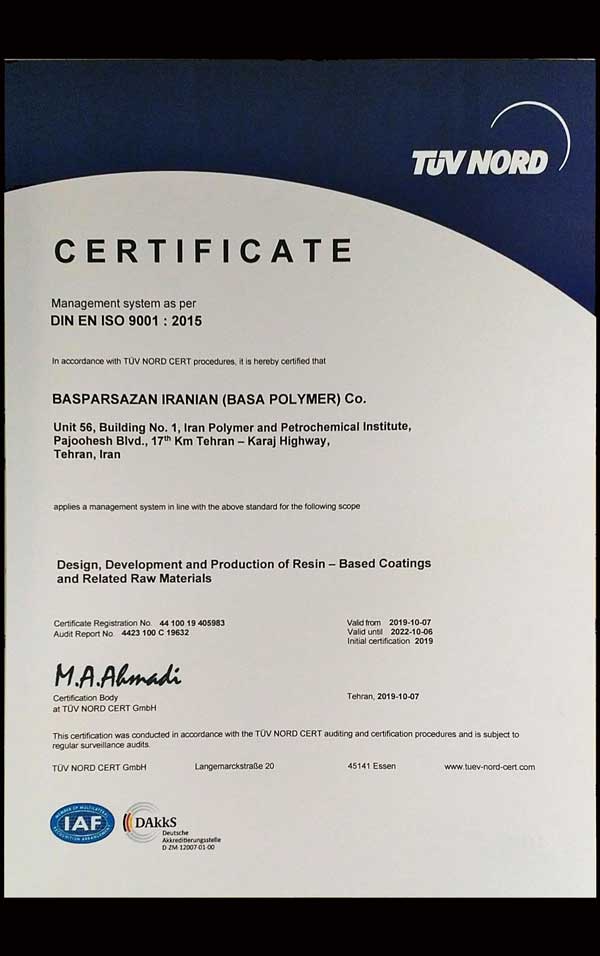 TÜV NORD
CERTIFICATE
Management system as per
DIN EN ISO 9001 : 2015
In accordance with TÜV NORD CERT procedures, it is hereby certified that
BASPARSAZAN IRANIAN (BASA POLYMER) Co.
Unit 56, Building No. 1, Iran Polymer and Petrochemical Institute,
Pajoohesh Blvd., 17th Km Tehran – Karaj Highway,
Tehran, Iran
applies a management system in line with the above standard for the following scope
Design, Development and Production of Resin – Based Coatings
and Related Raw Materials
Certificate Registration No. 44 100 19 405983
Audit Report No. 4423 100 C 19632
Valid from 2019-10-07
Valid until 2022-10-06
Initial certification 2019
M.A.Ahmadi
Certification Body
at TÜV NORD CERT GmbH
Tehran, 2019-10-07
This certification was conducted in accordance with the TÜV NORD CERT auditing and certification procedures and is subject to
regular surveillance audits.
TÜV NORD CERT GmbH Langemarckstraße 20 45141 Essen www.tuev-nord-cert.com
MEMBER OF MULTILATERAL
IAF
RECOGNITION ARRANGEMENT
DAkkS
Deutsche
Akkreditierungsstelle
D-ZM-12007-01-00